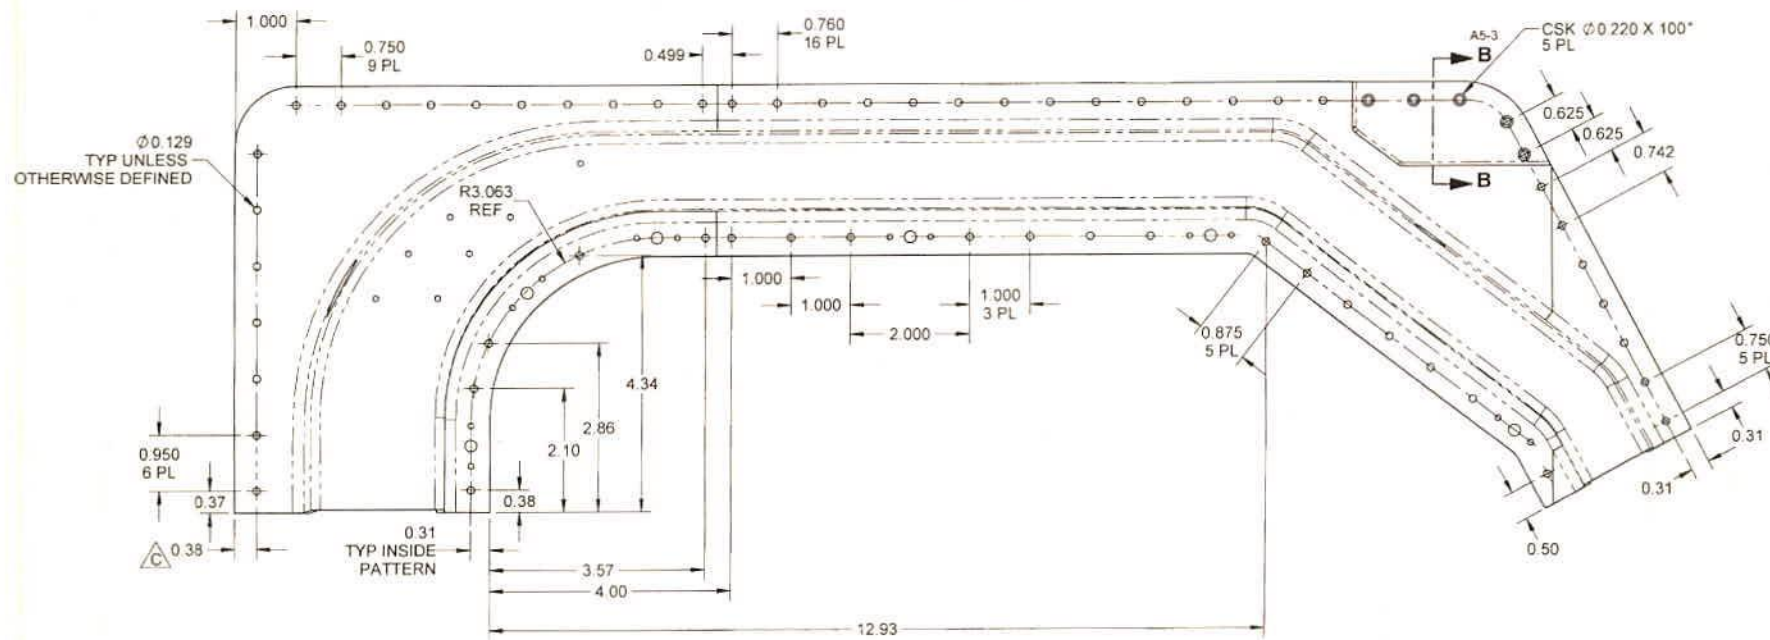 1.000
0.750
9 PL
0.499
0.760
16 PL
A5-3
B
CSK Ø0.220 X 100°
5 PL
0.625
0.625
0.742
Ø0.129
TYP UNLESS
OTHERWISE DEFINED
R3.063
REF
B
1.000
1.000
1.000
3 PL
2.000
0.875
5 PL
0.750
5 PL
4.34
2.86
2.10
0.31
0.31
0.950
6 PL
0.37
0.38
0.31
TYP INSIDE
PATTERN
C
0.38
0.50
3.57
4.00
12.93